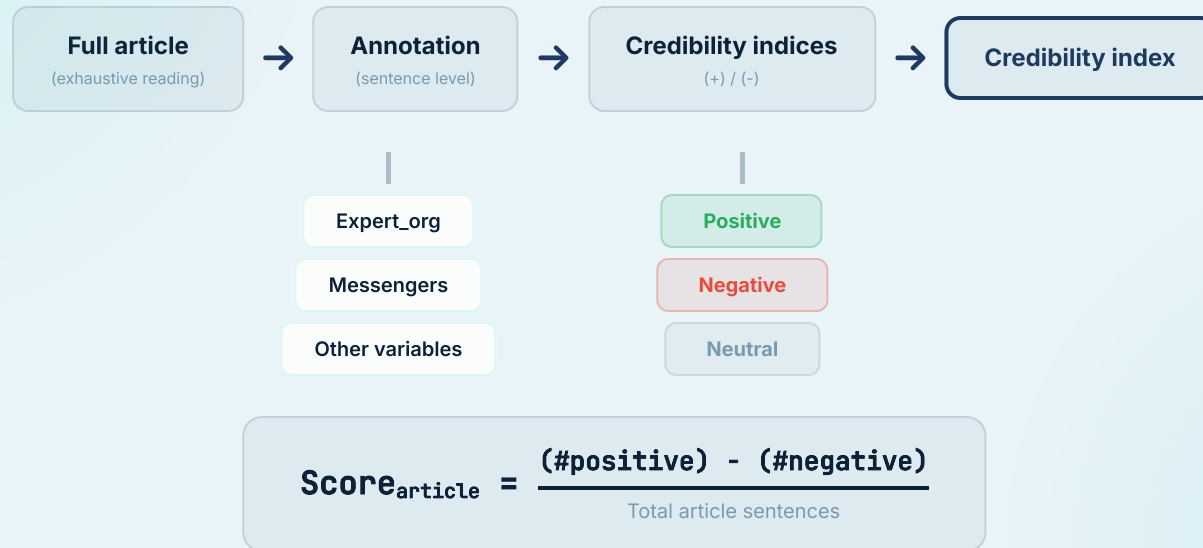 Full article
(exhaustive reading)
Annotation
(sentence level)
Credibility indices
(+) / (-)
Credibility index
Expert_org
Messengers
Other variables
Positive
Negative
Neutral
Score article = (#positive) - (#negative)
Total article sentences